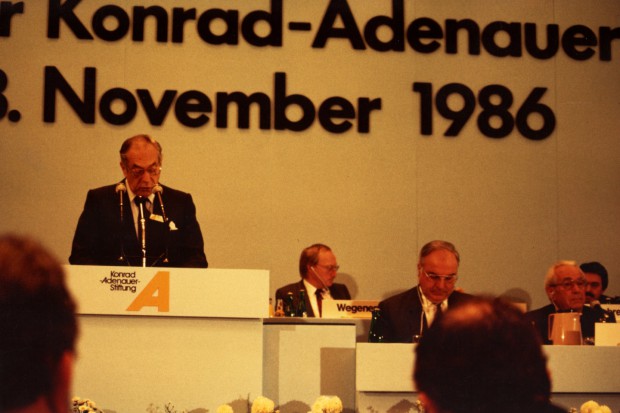 r Konrad-Adenauer
3. November 1986
Konrad
-Adenauer-
Stiftung
Wegene